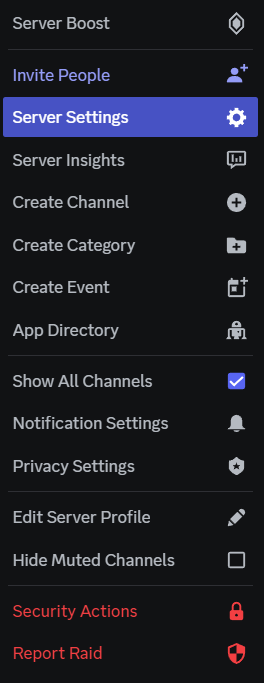 Server Boost
Invite People
Server Settings
Server Insights
Create Channel
Create Category
Create Event
App Directory
Show All Channels
Notification Settings
Privacy Settings
Edit Server Profile
Hide Muted Channels
Security Actions
Report Raid